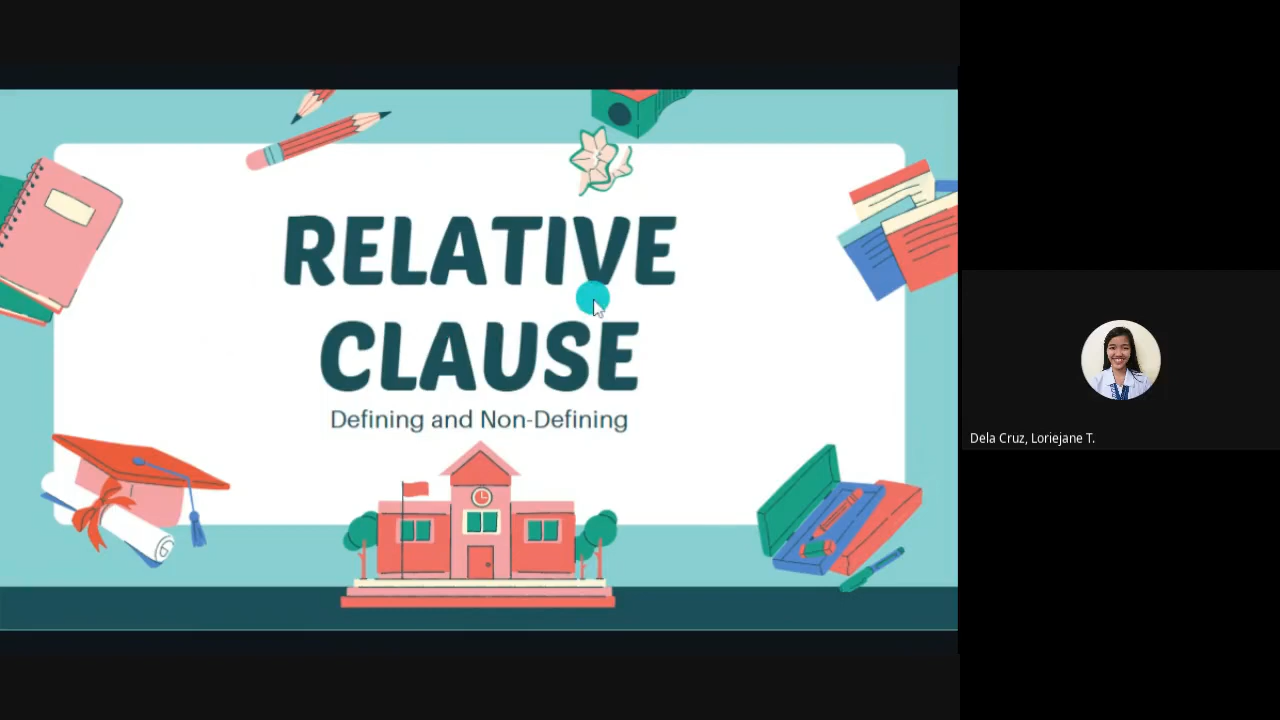 RELATIVE
CLAUSE
Defining and Non-Defining
Dela Cruz, Loriejane T.